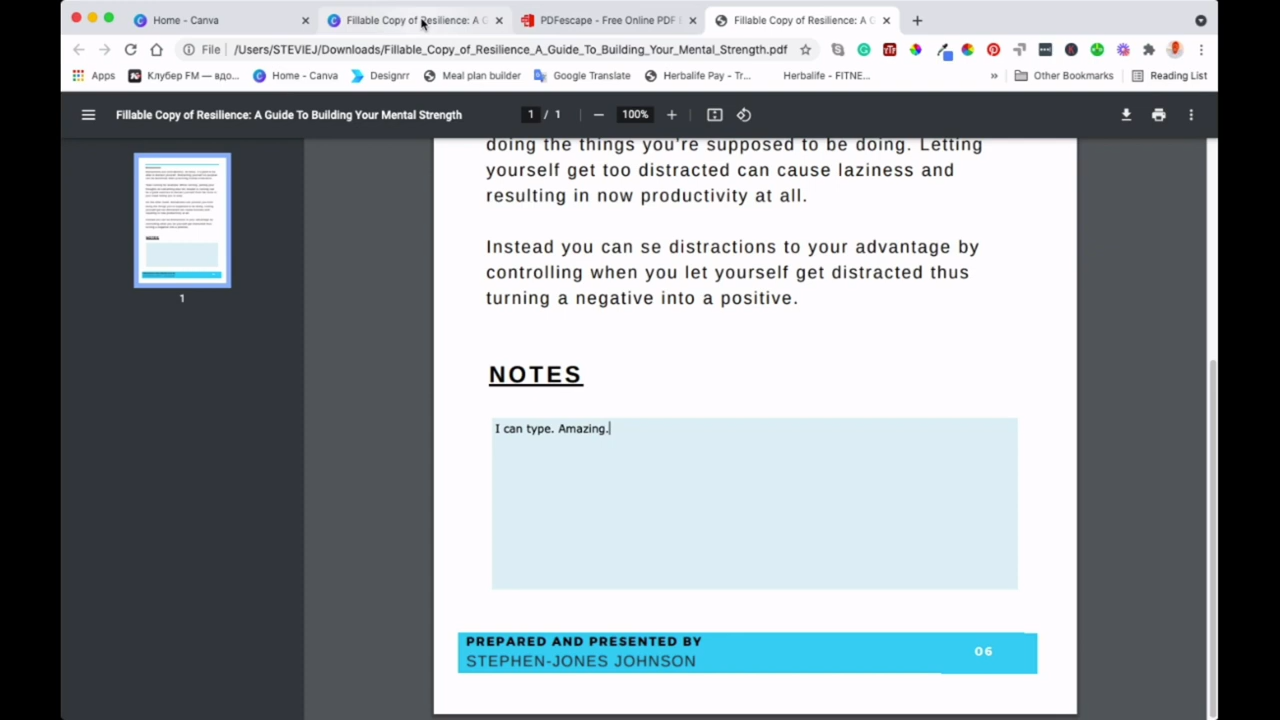 Home - Canva
Fillable Copy of Resilience: A G
PDFescape - Free Online PDF
Fillable Copy of Resilience: A G
File /Users/STEVIEJ/Downloads/Fillable_Copy_of_Resilience_A_Guide_To_Building_Your_Mental_Strength.pdf
Apps Клубер FM — вдо... Home - Canva Designrr Meal plan builder Google Translate Herbalife Pay - Tr... Herbalife - FITNE... » Other Bookmarks Reading List
Fillable Copy of Resilience: A Guide To Building Your Mental Strength 1 / 1 100%
doing the things you're supposed to be doing. Letting
yourself get too distracted can cause laziness and
resulting in now productivity at all.
Instead you can se distractions to your advantage by
controlling when you let yourself get distracted thus
turning a negative into a positive.
NOTES
I can type. Amazing.
PREPARED AND PRESENTED BY
STEPHEN-JONES JOHNSON
06
1